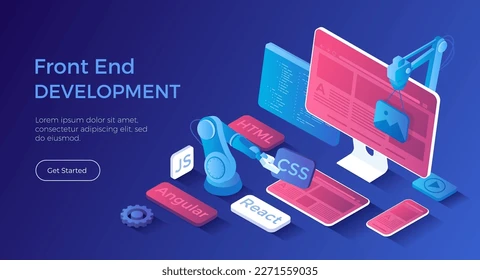 Front End
DEVELOPMENT
Lorem ipsum dolor sit amet,
consectetur adipiscing elit, sed do
eiusmod.
Get Started
HTML
JS
CSS
Angular
React
A
shutterstock.com · 2271559035